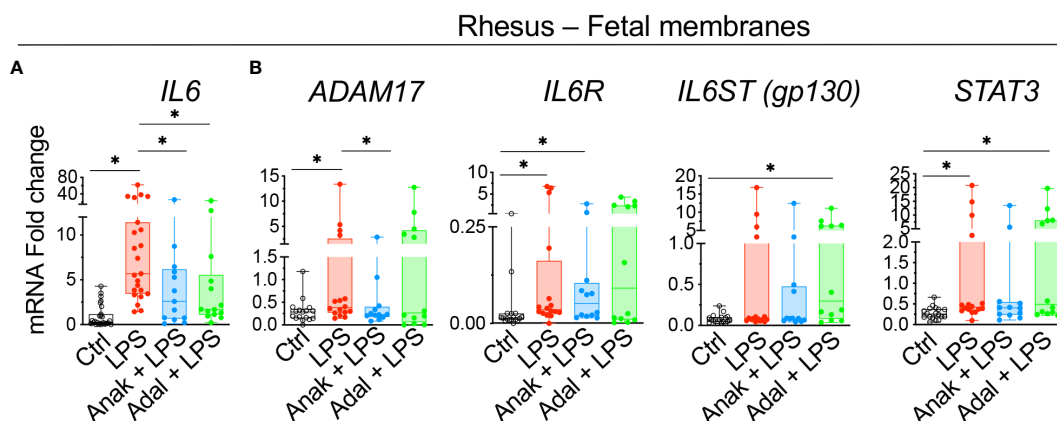 Rhesus – Fetal membranes
A
B
IL6
ADAM17
IL6R
IL6ST (gp130)
STAT3
mRNA Fold change
* * *
80
40
10
5
0
Ctrl
LPS
Anak + LPS
Adal + LPS
* *
15
10
5
1.5
1.0
0.5
0.0
Ctrl
LPS
Anak + LPS
Adal + LPS
* *
10
5
0.25
0.00
Ctrl
LPS
Anak + LPS
Adal + LPS
*
20
15
10
5
1.0
0.5
0.0
Ctrl
LPS
Anak + LPS
Adal + LPS
* *
25
20
15
10
5
2.0
1.5
1.0
0.5
0.0
Ctrl
LPS
Anak + LPS
Adal + LPS